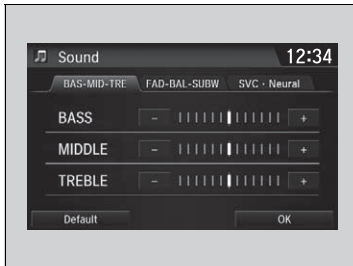 Sound 12:34
BAS-MID-TRE FAD-BAL-SUBW SVC · Neural
BASS - +
MIDDLE - +
TREBLE - +
Default OK